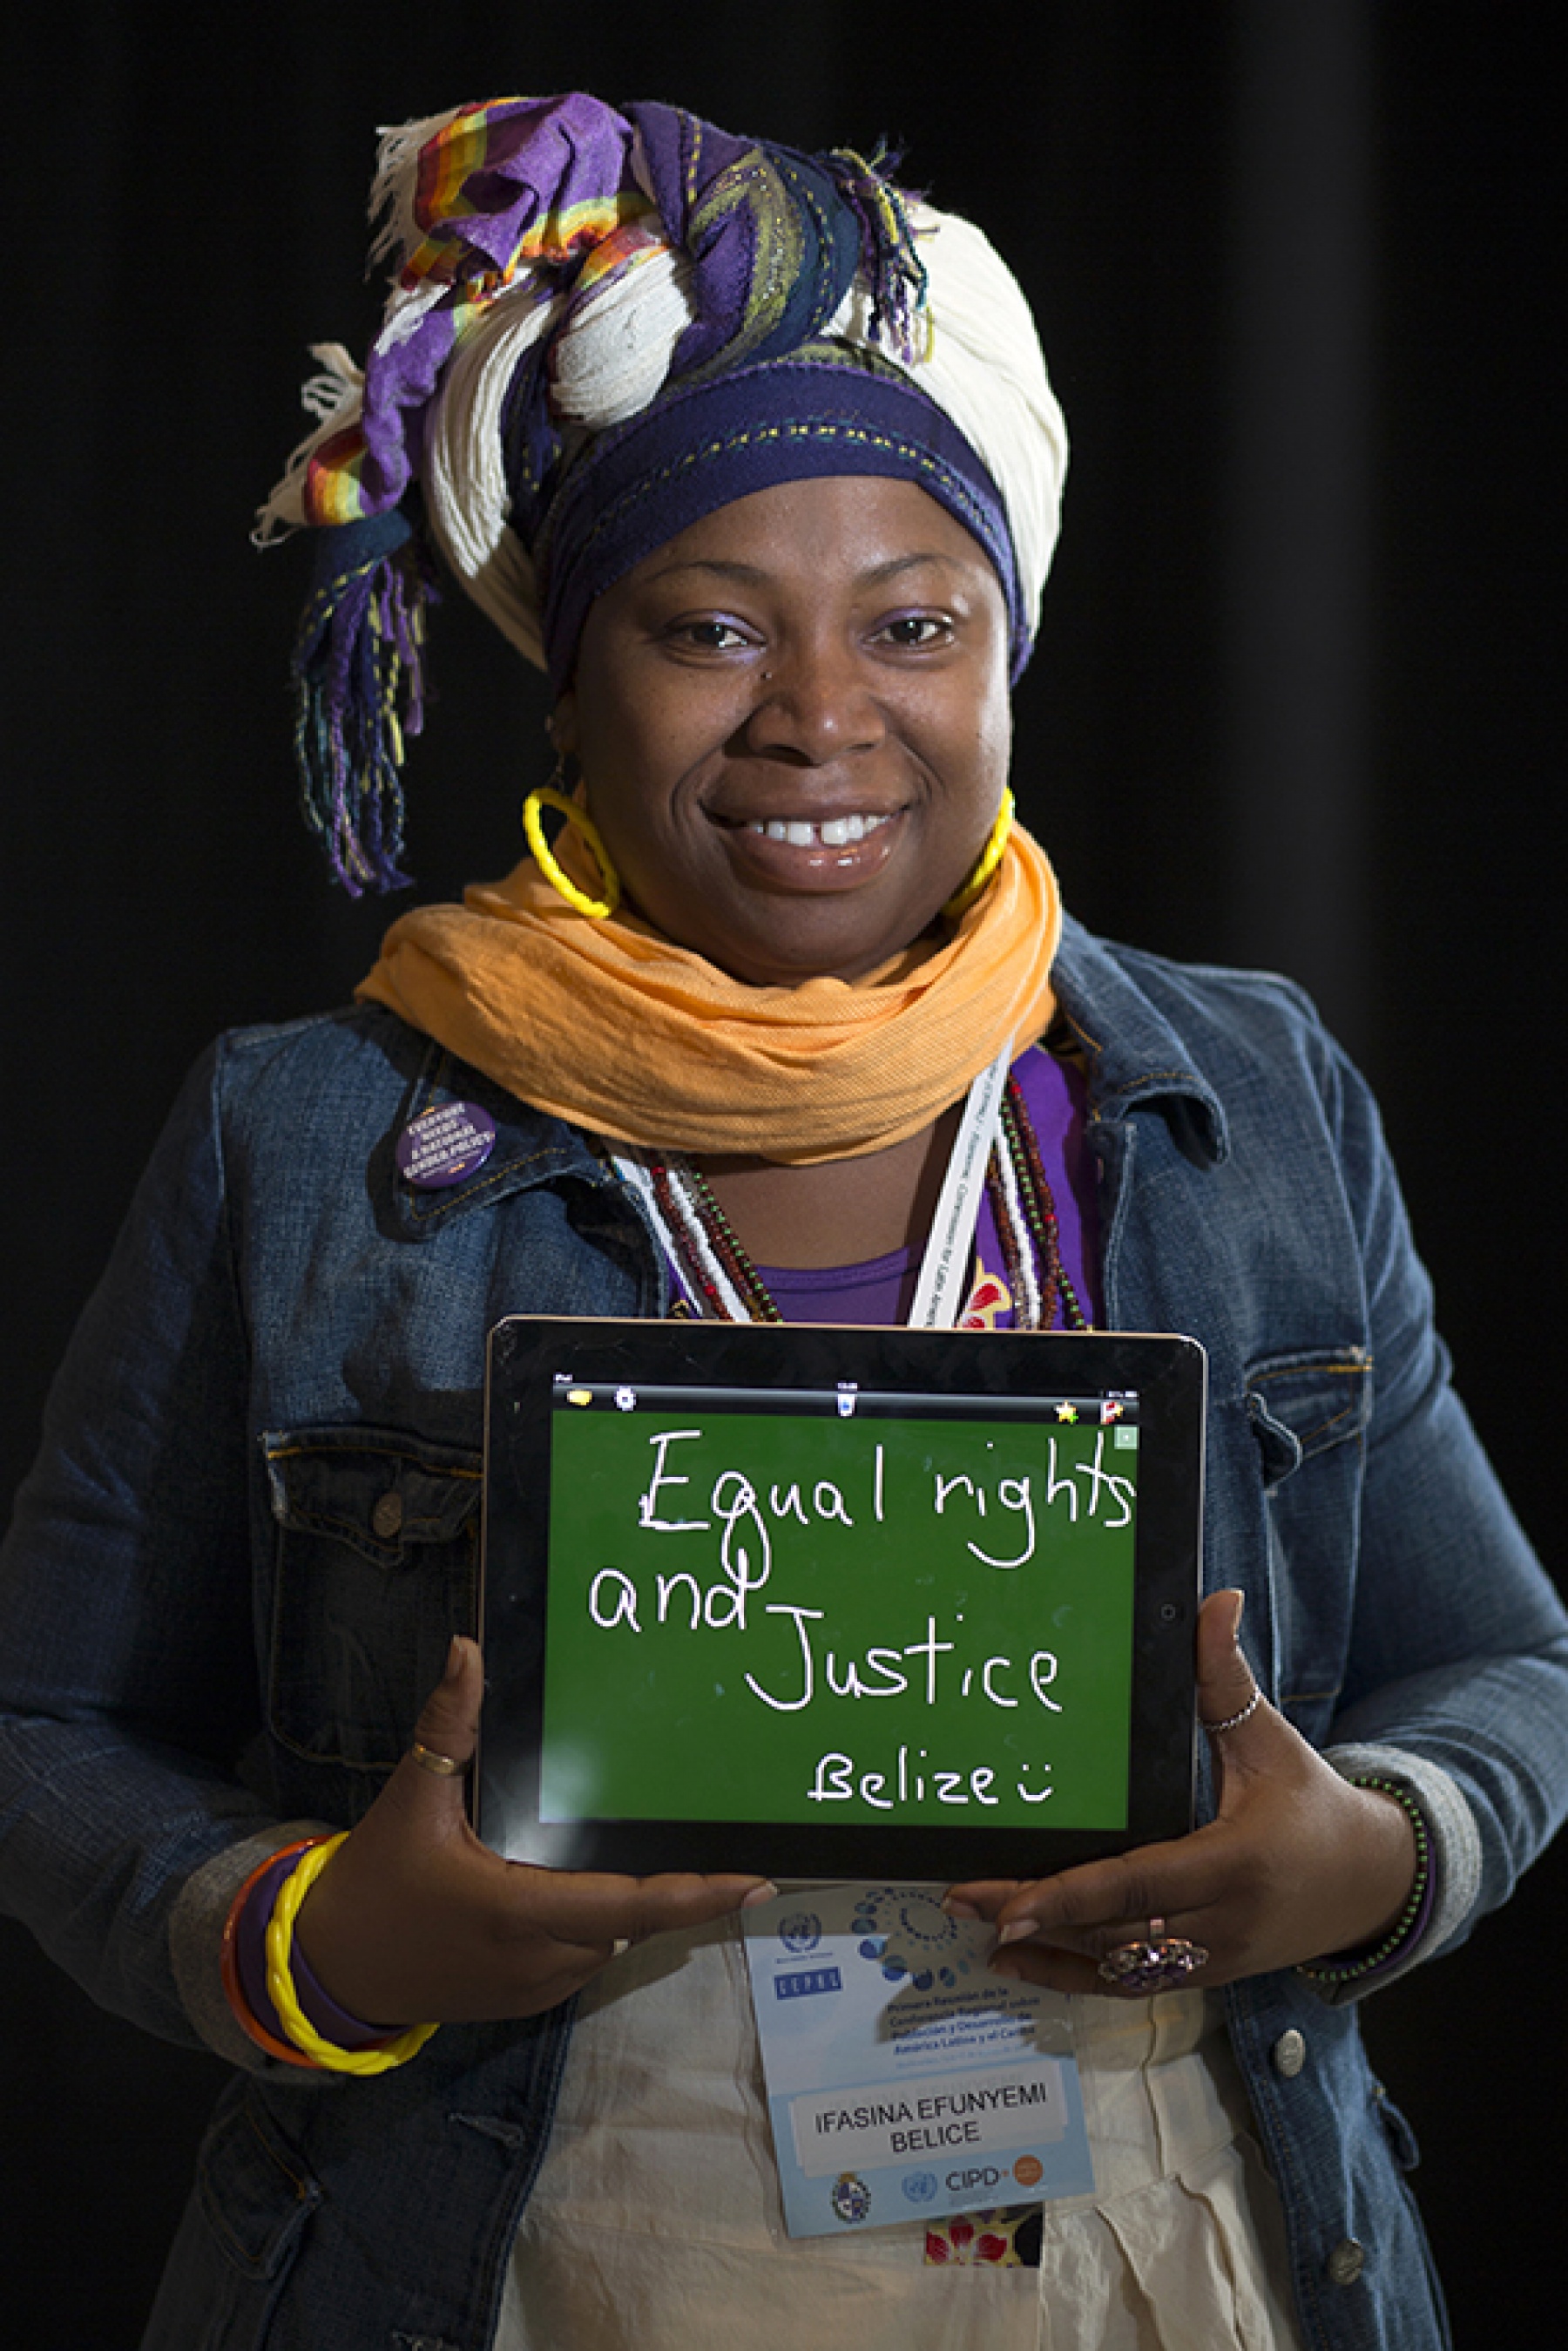 EVERYONE
NEEDS
A NATIONAL
GENDER POLICY
Equal rights
and
Justice
Belize :)
CEPAL
Primera Reunión de la
Conferencia Regional sobre
Población y Desarrollo de
América Latina y el Caribe
IFASINA EFUNYEMI
BELICE
CIPD